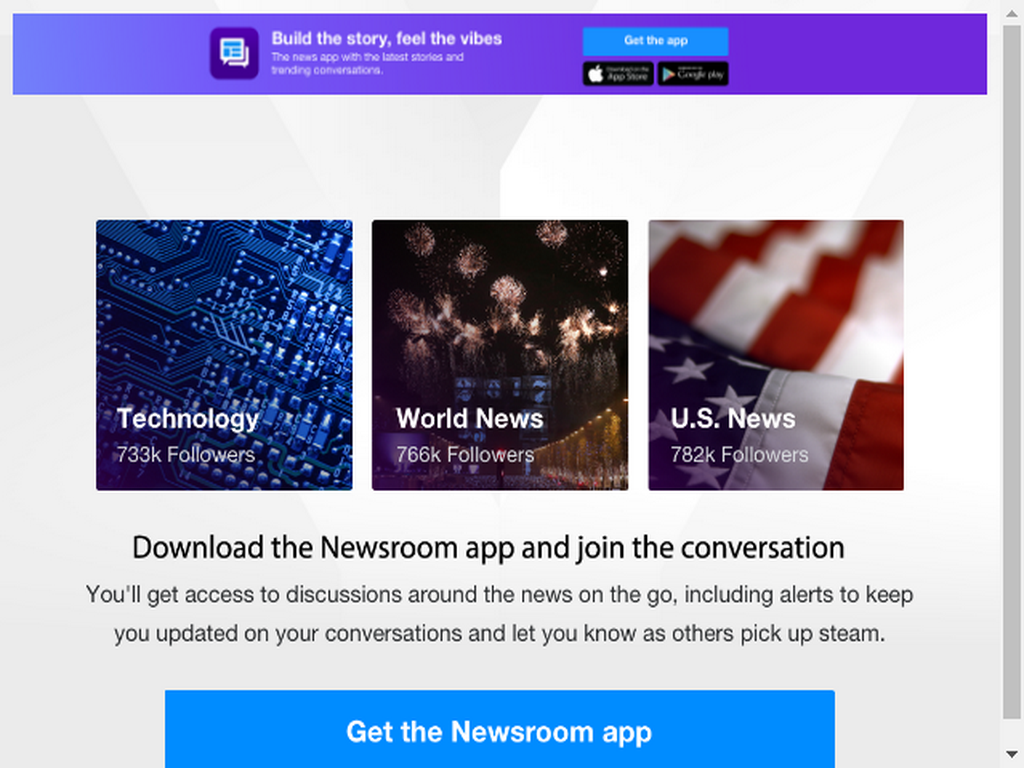 Build the story, feel the vibes
The news app with the latest stories and
trending conversations.
Get the app
Download on the
App Store
Google play
Technology
733k Followers
World News
766k Followers
U.S. News
782k Followers
Download the Newsroom app and join the conversation
You'll get access to discussions around the news on the go, including alerts to keep
you updated on your conversations and let you know as others pick up steam.
Get the Newsroom app